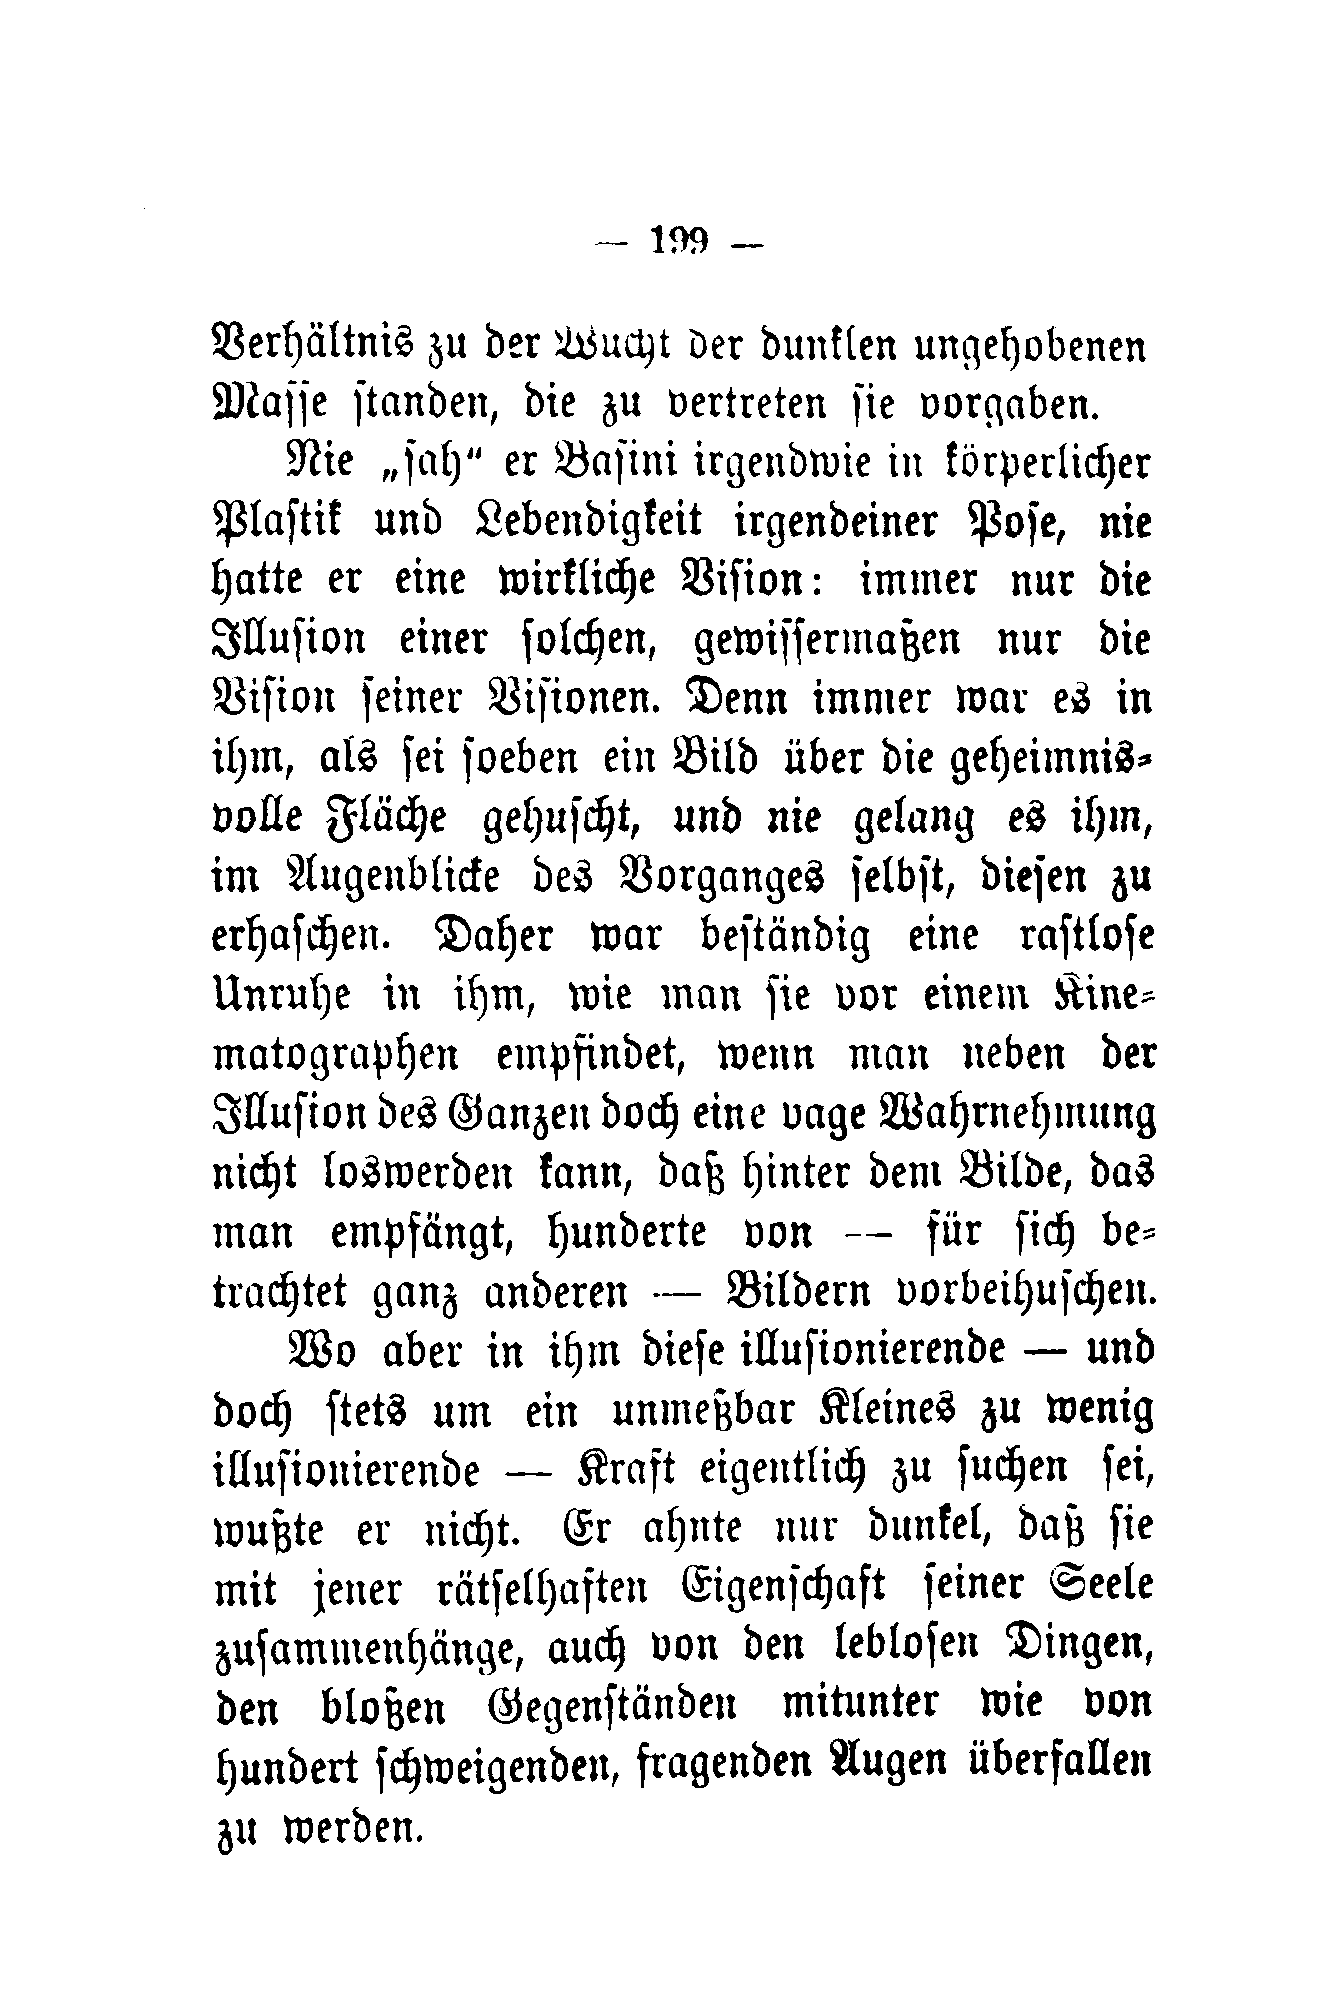 — 199 —
Verhältnis zu der Wucht der dunklen ungehobenen
Masse standen, die zu vertreten sie vorgaben.
Nie „sah“ er Basini irgendwie in körperlicher
Plastik und Lebendigkeit irgendeiner Pose, nie
hatte er eine wirkliche Vision: immer nur die
Illusion einer solchen, gewissermaßen nur die
Vision seiner Visionen. Denn immer war es in
ihm, als sei soeben ein Bild über die geheimnis-
volle Fläche gehuscht, und nie gelang es ihm,
im Augenblicke des Vorganges selbst, diesen zu
erhaschen. Daher war beständig eine rastlose
Unruhe in ihm, wie man sie vor einem Kine-
matographen empfindet, wenn man neben der
Illusion des Ganzen doch eine vage Wahrnehmung
nicht loswerden kann, daß hinter dem Bilde, das
man empfängt, hunderte von — für sich be-
trachtet ganz anderen — Bildern vorbeihuschen.
Wo aber in ihm diese illusionierende — und
doch stets um ein unmeßbar Kleines zu wenig
illusionierende — Kraft eigentlich zu suchen sei,
wußte er nicht. Er ahnte nur dunkel, daß sie
mit jener rätselhaften Eigenschaft seiner Seele
zusammenhänge, auch von den leblosen Dingen,
den bloßen Gegenständen mitunter wie von
hundert schweigenden, fragenden Augen überfallen
zu werden.